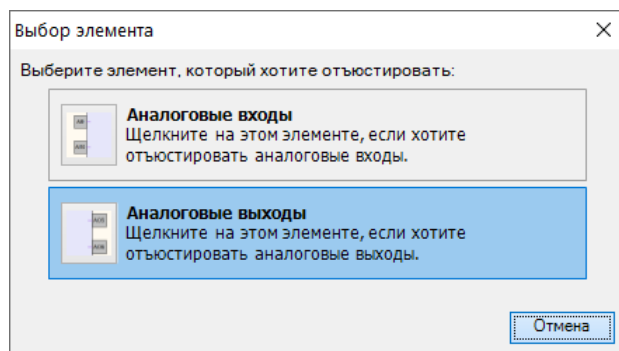 Выбор элемента
Выберите элемент, который хотите отъюстировать:
Аналоговые входы
Щелкните на этом элементе, если хотите
отъюстировать аналоговые входы.
Аналоговые выходы
Щелкните на этом элементе, если хотите
отъюстировать аналоговые выходы.
Отмена